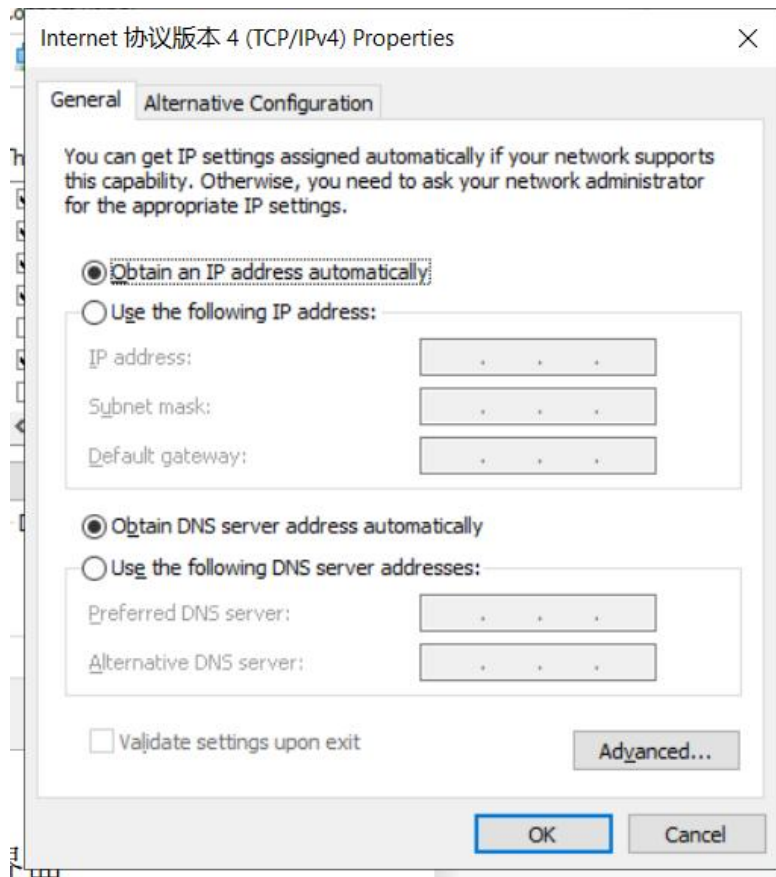 Internet 协议版本 4 (TCP/IPv4) Properties
General
Alternative Configuration
You can get IP settings assigned automatically if your network supports
this capability. Otherwise, you need to ask your network administrator
for the appropriate IP settings.
Obtain an IP address automatically
Use the following IP address:
IP address:
Subnet mask:
Default gateway:
Obtain DNS server address automatically
Use the following DNS server addresses:
Preferred DNS server:
Alternative DNS server:
Validate settings upon exit
Advanced...
OK
Cancel